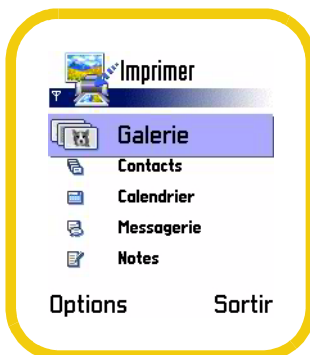 Imprimer
Galerie
Contacts
Calendrier
Messagerie
Notes
Options Sortir